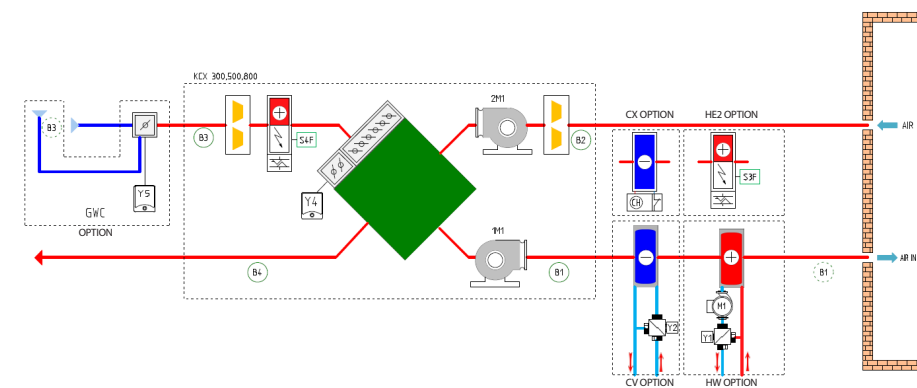 KCX 300,500,800
2M1
CX OPTION
HE2 OPTION
B3
B3
S4F
B2
AIR
S3F
Y5
Y4
CH
GWC
OPTION
1M1
B4
B1
B1
AIR IN
M1
Y2
Y1
CV OPTION
HW OPTION